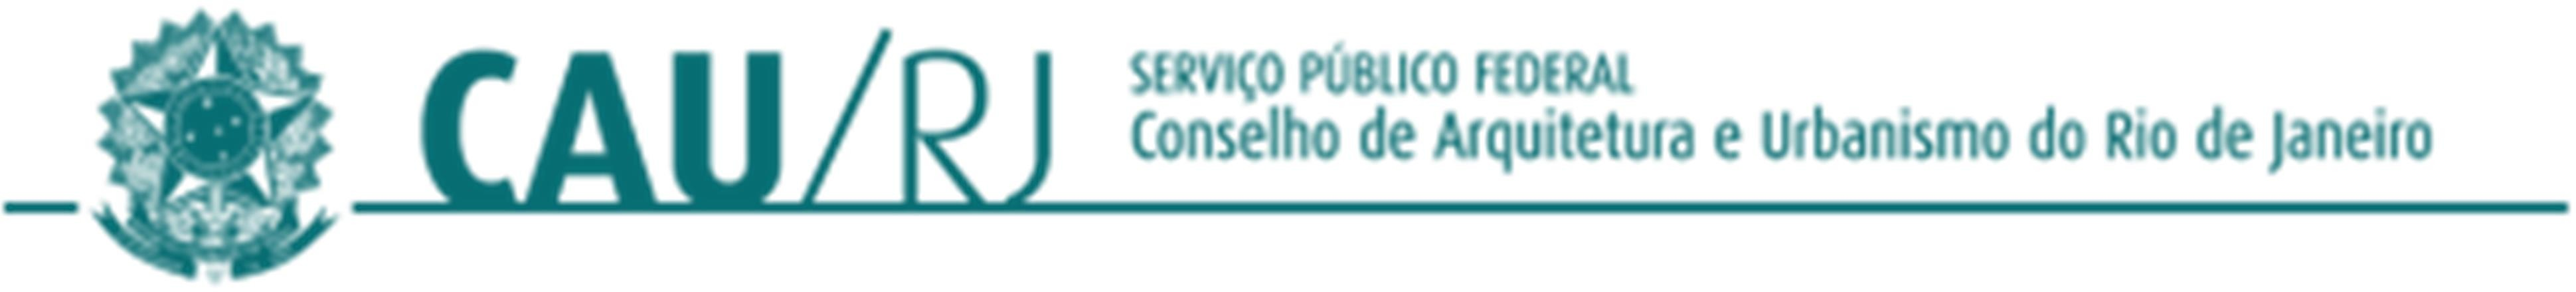 CAU/RJ
SERVIÇO PÚBLICO FEDERAL
Conselho de Arquitetura e Urbanismo do Rio de Janeiro